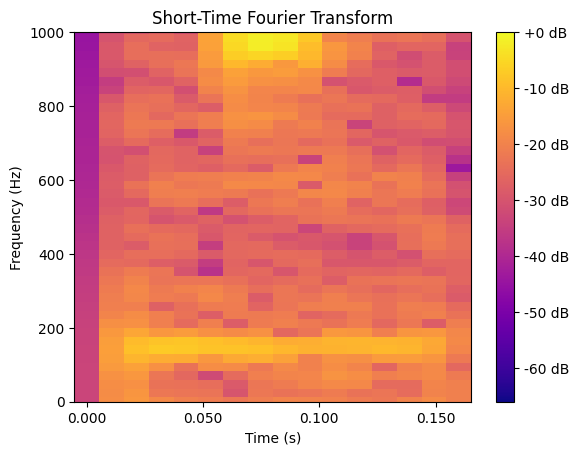 Short-Time Fourier Transform
1000
800
600
400
200
0
Frequency (Hz)
0.000
0.050
0.100
0.150
Time (s)
+0 dB
-10 dB
-20 dB
-30 dB
-40 dB
-50 dB
-60 dB